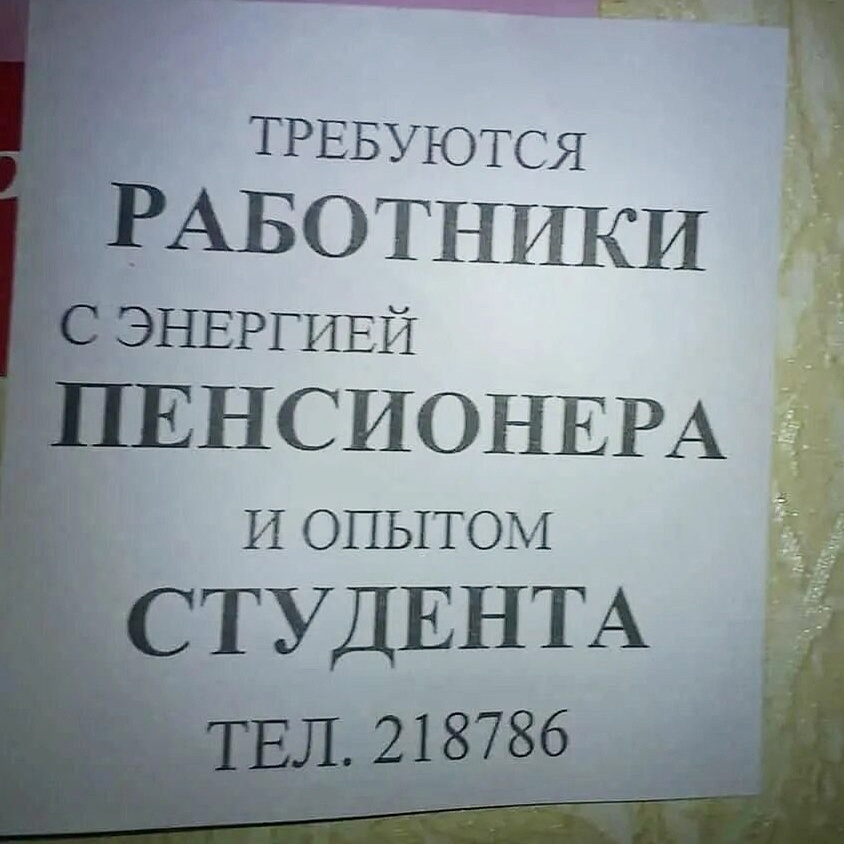 ТРЕБУЮТСЯ
РАБОТНИКИ
С ЭНЕРГИЕЙ
ПЕНСИОНЕРА
И ОПЫТОМ
СТУДЕНТА
ТЕЛ. 218786